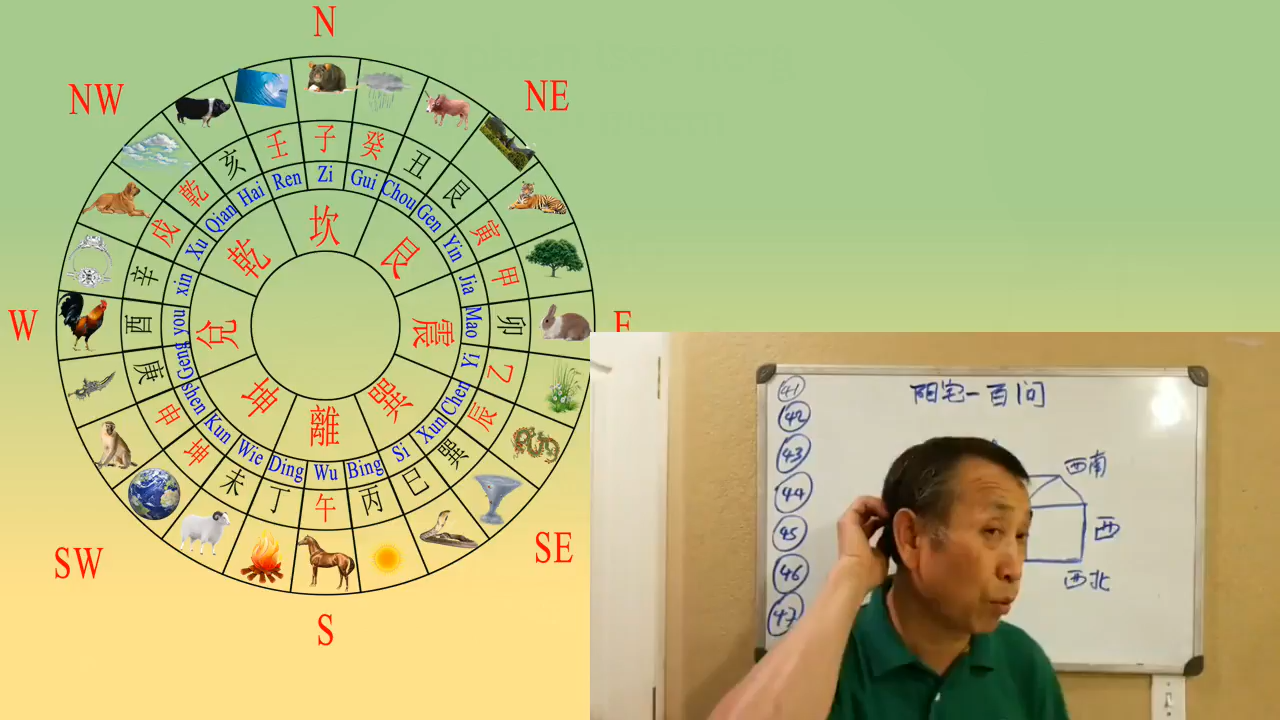 N
NE
E
SE
S
SW
W
NW
子
癸
丑
艮
寅
甲
卯
乙
辰
巽
巳
丙
午
丁
未
坤
申
庚
酉
辛
戌
乾
亥
壬
Zi
Gui
Chou
Gen
Yin
Jia
Mao
Yi
Chen
Xun
Si
Bing
Wu
Ding
Wie
Kun
shen
Geng
you
xin
Xu
Qian
Hai
Ren
坎
艮
震
巽
離
坤
兌
乾
阳宅一百问
41
42
43
44
45
46
47
西南
西
西北